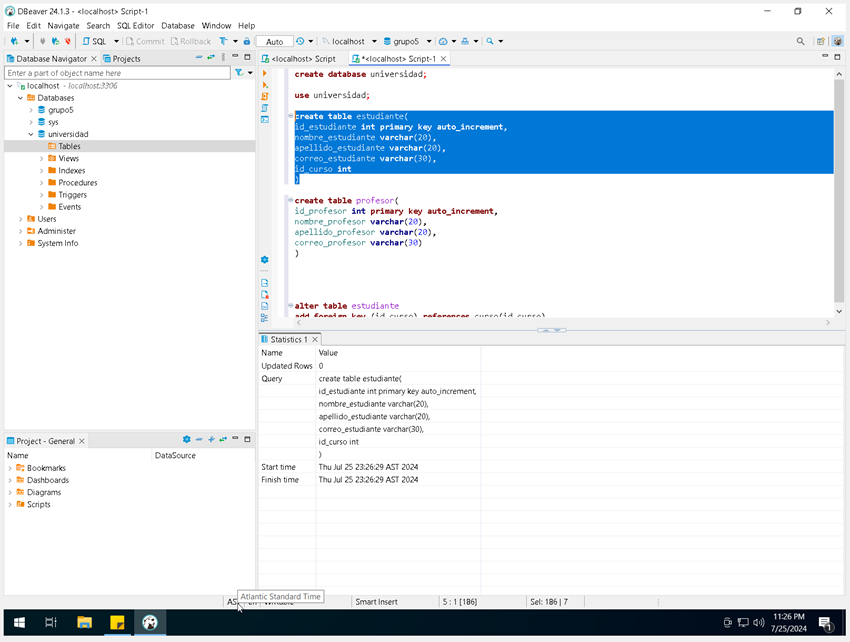 DBeaver 24.1.3 - <localhost> Script-1
File Edit Navigate Search SQL Editor Database Window Help
SQL Commit Rollback Auto localhost grupo5
Database Navigator Projects
Enter a part of object name here
localhost - localhost:3306
Databases
grupo5
sys
universidad
Tables
Views
Indexes
Procedures
Triggers
Events
Users
Administer
System Info
<localhost> Script *<localhost> Script-1
create database universidad;
use universidad;
create table estudiante(
id_estudiante int primary key auto_increment,
nombre_estudiante varchar(20),
apellido_estudiante varchar(20),
correo_estudiante varchar(30),
id_curso int
)
create table profesor(
id_profesor int primary key auto_increment,
nombre_profesor varchar(20),
apellido_profesor varchar(20),
correo_profesor varchar(30)
)
alter table estudiante
add foreign key (id_curso) references curso(id_curso)
Statistics 1
Name Value
Updated Rows 0
Query create table estudiante(
id_estudiante int primary key auto_increment,
nombre_estudiante varchar(20),
apellido_estudiante varchar(20),
correo_estudiante varchar(30),
id_curso int
)
Start time Thu Jul 25 23:26:29 AST 2024
Finish time Thu Jul 25 23:26:29 AST 2024
Project - General
Name DataSource
Bookmarks
Dashboards
Diagrams
Scripts
Atlantic Standard Time
Smart Insert 5 : 1 [186] Sel: 186 | 7
11:26 PM
7/25/2024
1